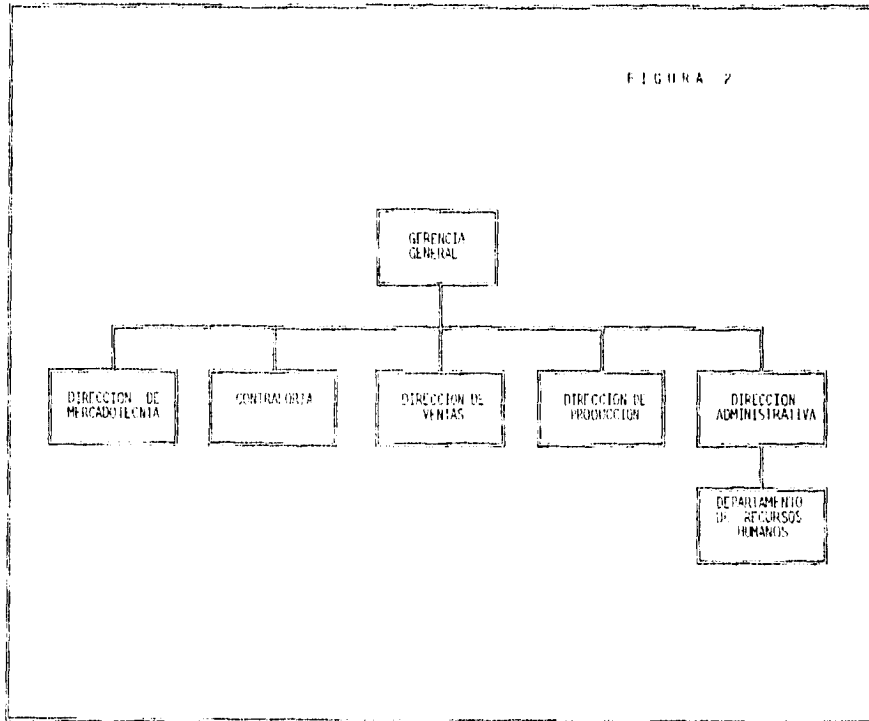 FIGURA 2
GERENCIA
GENERAL
DIRECCION DE
MERCADOTECNIA
CONTRALORIA
DIRECCION DE
VENTAS
DIRECCION DE
PRODUCCION
DIRECCION
ADMINISTRATIVA
DEPARTAMENTO
DE RECURSOS
HUMANOS